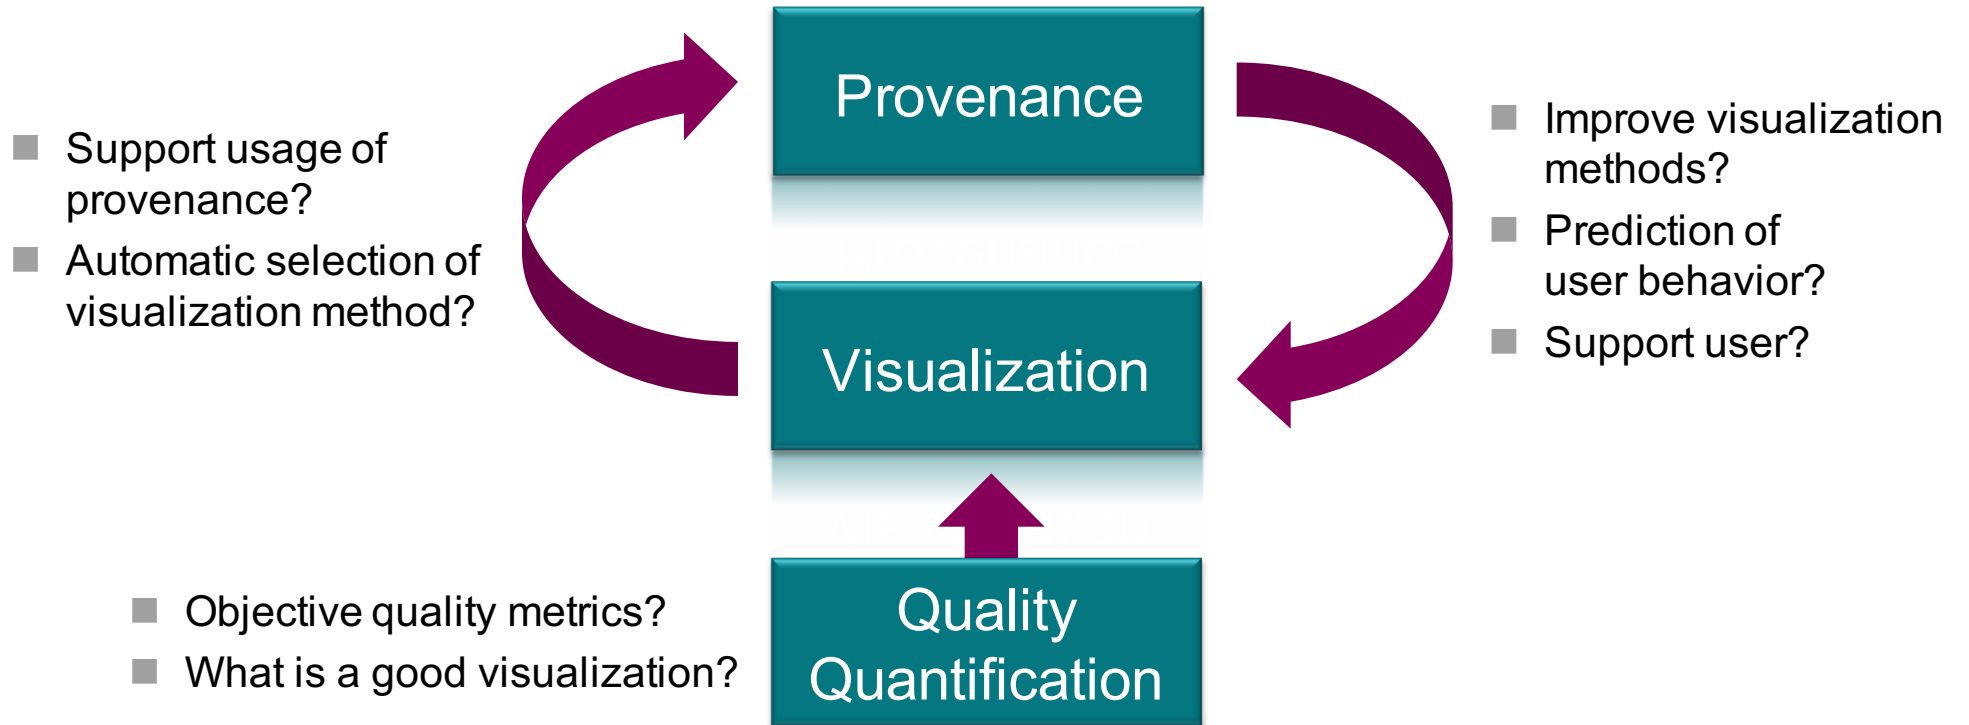 Provenance
Support usage of
provenance?
Automatic selection of
visualization method?
Improve visualization
methods?
Prediction of
user behavior?
Support user?
Visualization
Objective quality metrics?
What is a good visualization?
Quality
Quantification